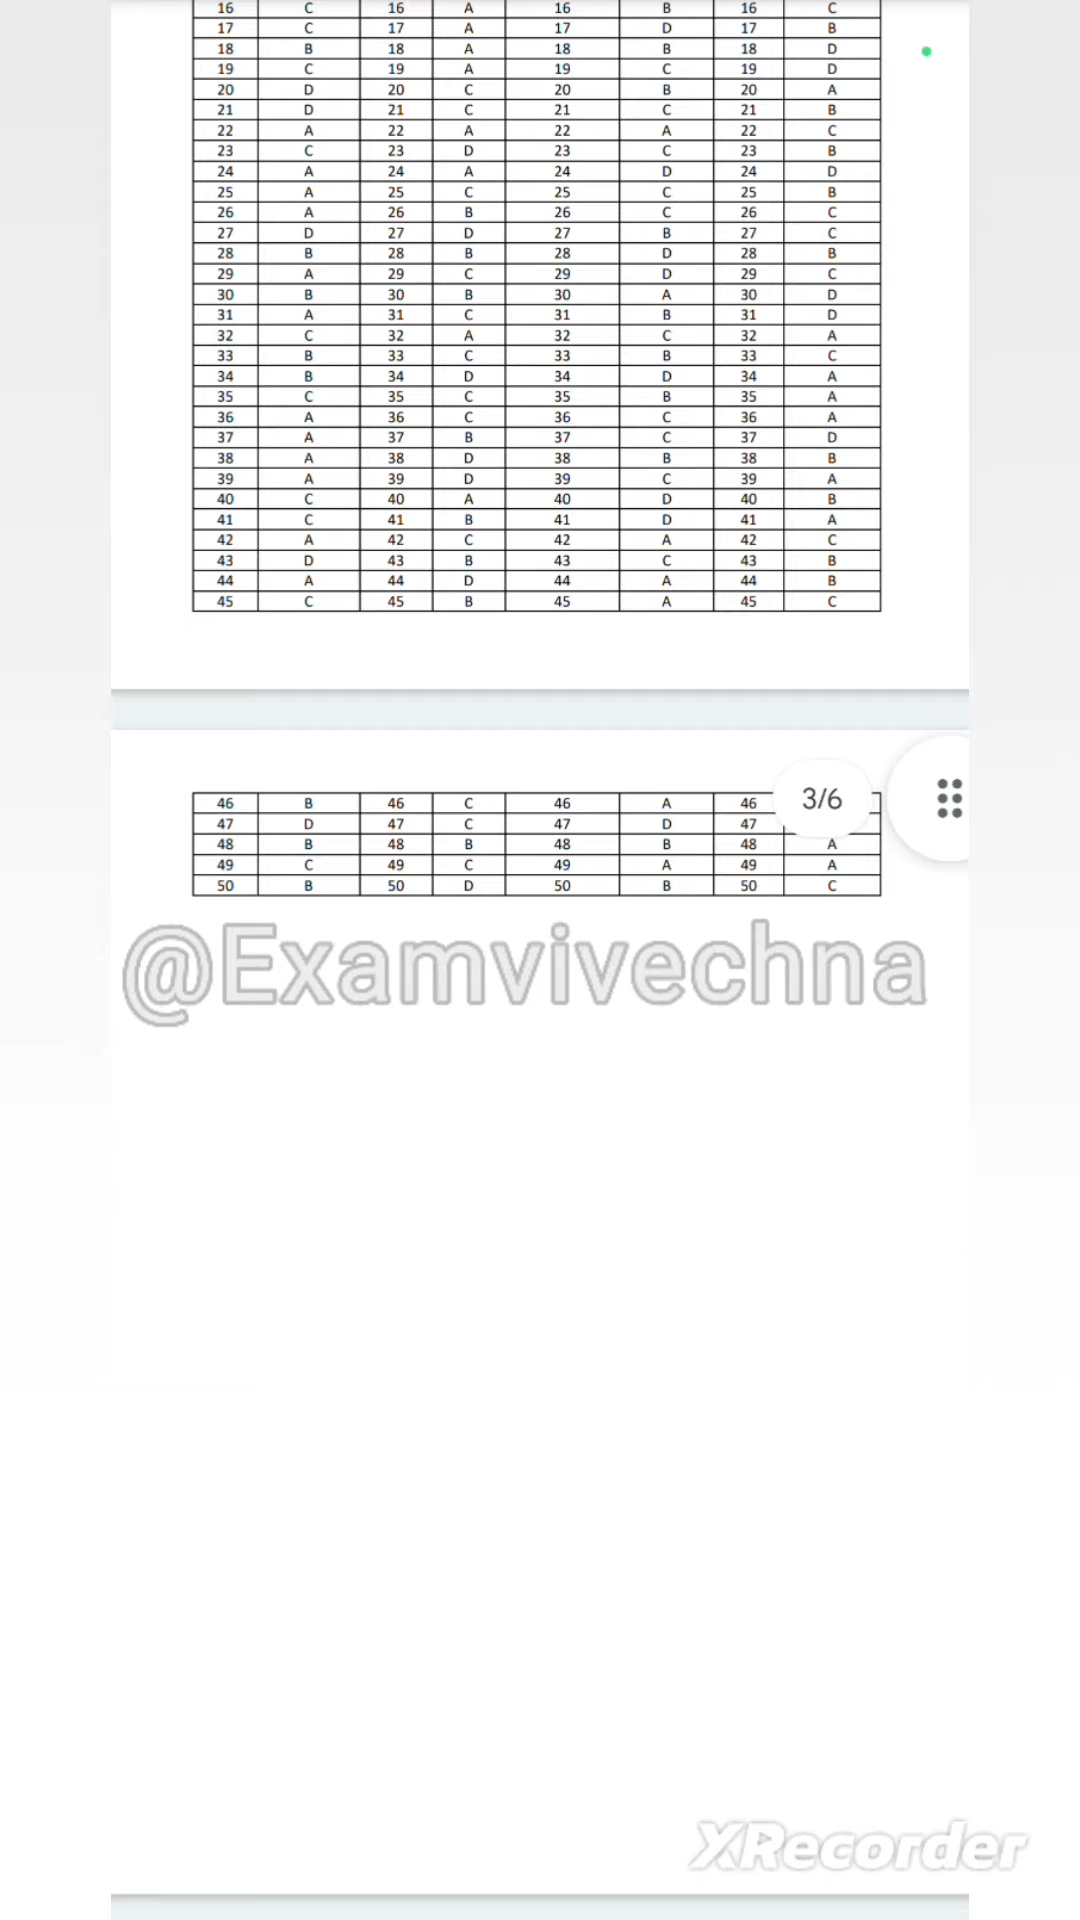 16 C 16 A 16 B 16 C
17 C 17 A 17 D 17 B
18 B 18 A 18 B 18 D
19 C 19 A 19 C 19 D
20 D 20 C 20 B 20 A
21 D 21 C 21 C 21 B
22 A 22 A 22 A 22 C
23 C 23 D 23 C 23 B
24 A 24 A 24 D 24 D
25 A 25 C 25 C 25 B
26 A 26 B 26 C 26 C
27 D 27 D 27 B 27 C
28 B 28 B 28 D 28 B
29 A 29 C 29 D 29 C
30 B 30 B 30 A 30 D
31 A 31 C 31 B 31 D
32 C 32 A 32 C 32 A
33 B 33 C 33 B 33 C
34 B 34 D 34 D 34 A
35 C 35 C 35 B 35 A
36 A 36 C 36 C 36 A
37 A 37 B 37 C 37 D
38 A 38 D 38 B 38 B
39 A 39 D 39 C 39 A
40 C 40 A 40 D 40 B
41 C 41 B 41 D 41 A
42 A 42 C 42 A 42 C
43 D 43 B 43 C 43 B
44 A 44 D 44 A 44 B
45 C 45 B 45 A 45 C
46 B 46 C 46 A 46
3/6
47 D 47 C 47 D 47
48 B 48 B 48 B 48 A
49 C 49 C 49 A 49 A
50 B 50 D 50 B 50 C
@Examvivechna
XRecorder